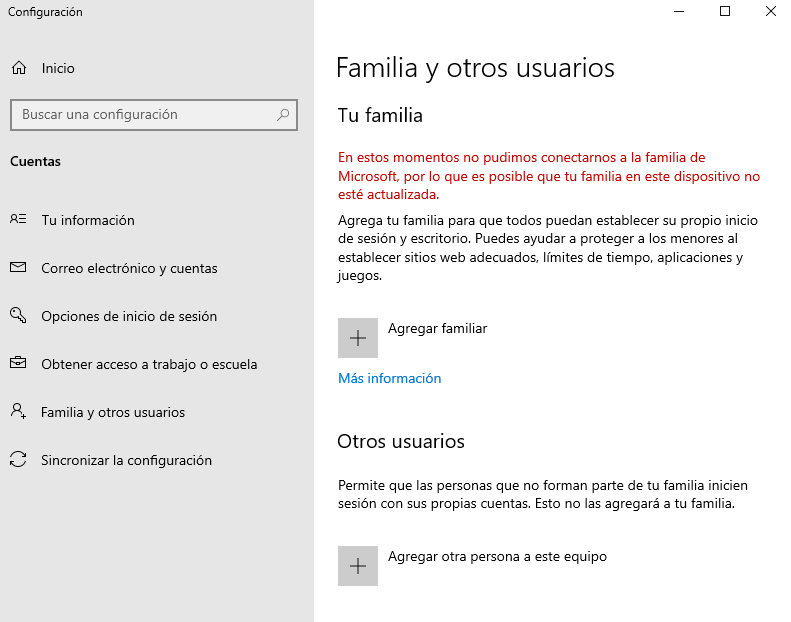 Configuración
Inicio
Buscar una configuración
Cuentas
Tu información
Correo electrónico y cuentas
Opciones de inicio de sesión
Obtener acceso a trabajo o escuela
Familia y otros usuarios
Sincronizar la configuración
Familia y otros usuarios
Tu familia
En estos momentos no pudimos conectarnos a la familia de
Microsoft, por lo que es posible que tu familia en este dispositivo no
esté actualizada.
Agrega tu familia para que todos puedan establecer su propio inicio
de sesión y escritorio. Puedes ayudar a proteger a los menores al
establecer sitios web adecuados, límites de tiempo, aplicaciones y
juegos.
Agregar familiar
Más información
Otros usuarios
Permite que las personas que no forman parte de tu familia inicien
sesión con sus propias cuentas. Esto no las agregará a tu familia.
Agregar otra persona a este equipo